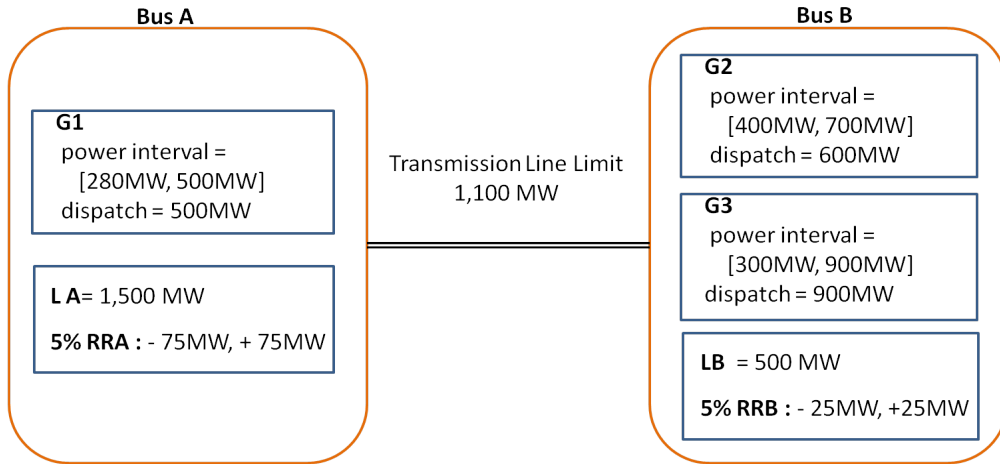 Bus A
G1
power interval =
[280MW, 500MW]
dispatch = 500MW
L A= 1,500 MW
5% RRA : - 75MW, + 75MW
Transmission Line Limit
1,100 MW
Bus B
G2
power interval =
[400MW, 700MW]
dispatch = 600MW
G3
power interval =
[300MW, 900MW]
dispatch = 900MW
LB = 500 MW
5% RRB : - 25MW, +25MW